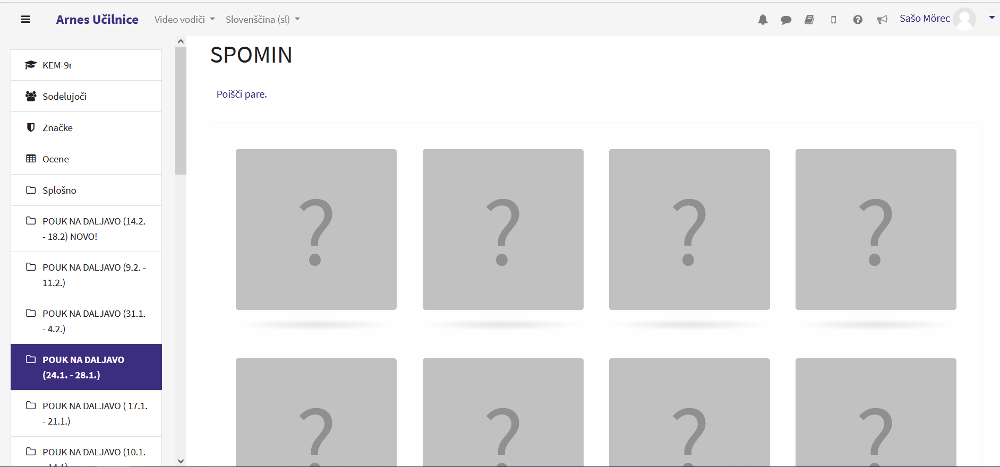 Arnes Učilnice
Video vodiči
Slovenščina (sl)
Sašo Mörec
KEM-9r
Sodelujoči
Značke
Ocene
Splošno
POUK NA DALJAVO (14.2.
- 18.2) NOVO!
POUK NA DALJAVO (9.2. -
11.2.)
POUK NA DALJAVO (31.1.
- 4.2.)
POUK NA DALJAVO
(24.1. - 28.1.)
POUK NA DALJAVO ( 17.1.
- 21.1.)
POUK NA DALJAVO (10.1.
- 14.1)
SPOMIN
Poišči pare.
? ? ? ?
? ? ? ?